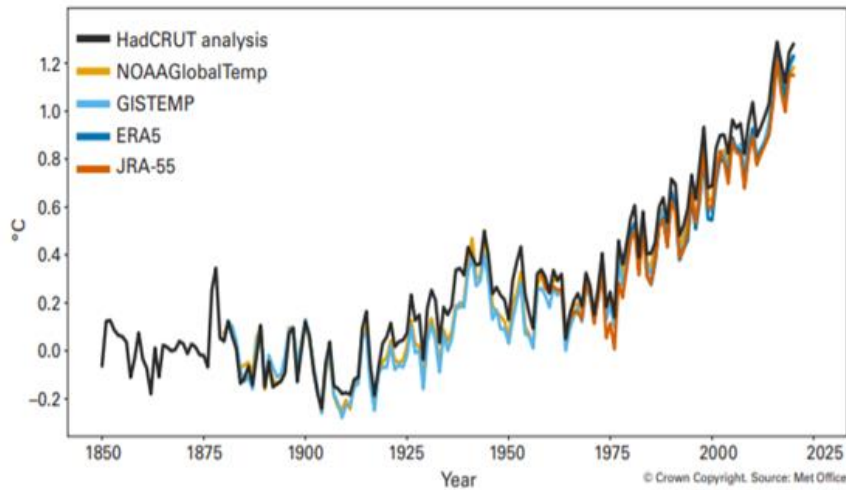 HadCRUT analysis
NOAAGlobalTemp
GISTEMP
ERA5
JRA-55
1.2
1.0
0.8
0.6
0.4
0.2
0.0
−0.2
°C
1850 1875 1900 1925 1950 1975 2000 2025
Year
© Crown Copyright. Source: Met Office